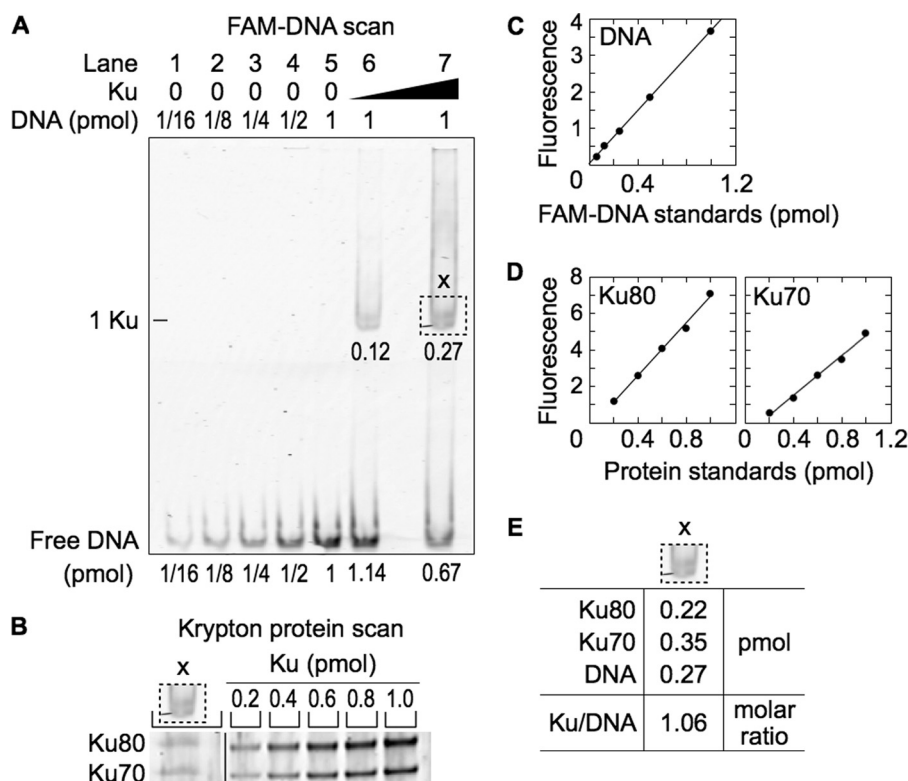 A
FAM-DNA scan
Lane 1 2 3 4 5 6 7
Ku 0 0 0 0 0
DNA (pmol) 1/16 1/8 1/4 1/2 1 1 1
x
1 Ku
0.12 0.27
Free DNA
(pmol) 1/16 1/8 1/4 1/2 1 1.14 0.67
B
Krypton protein scan
x
Ku (pmol)
0.2 0.4 0.6 0.8 1.0
Ku80
Ku70
C
DNA
Fluorescence
4
3
2
1
0
0.4 1.2
FAM-DNA standards (pmol)
D
Ku80 Ku70
Fluorescence
8
6
4
2
0 0.4 0.8 0 0.4 0.8 1.2
Protein standards (pmol)
E
x
Ku80 0.22
Ku70 0.35 pmol
DNA 0.27
Ku/DNA 1.06 molar ratio